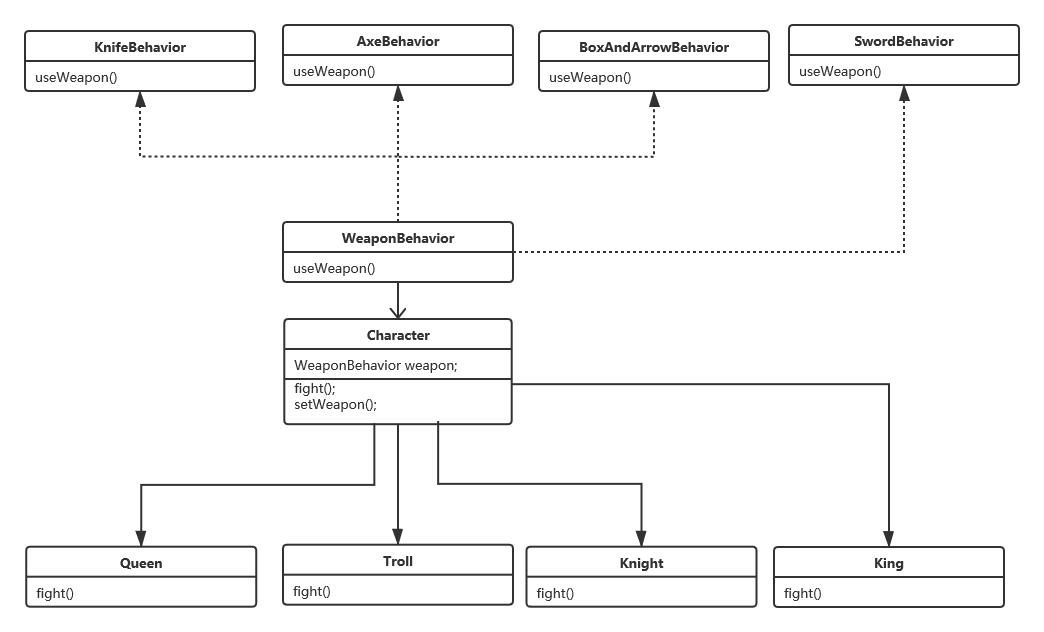 KnifeBehavior
useWeapon()
AxeBehavior
useWeapon()
BoxAndArrowBehavior
useWeapon()
SwordBehavior
useWeapon()
WeaponBehavior
useWeapon()
Character
WeaponBehavior weapon;
fight();
setWeapon();
Queen
fight()
Troll
fight()
Knight
fight()
King
fight()